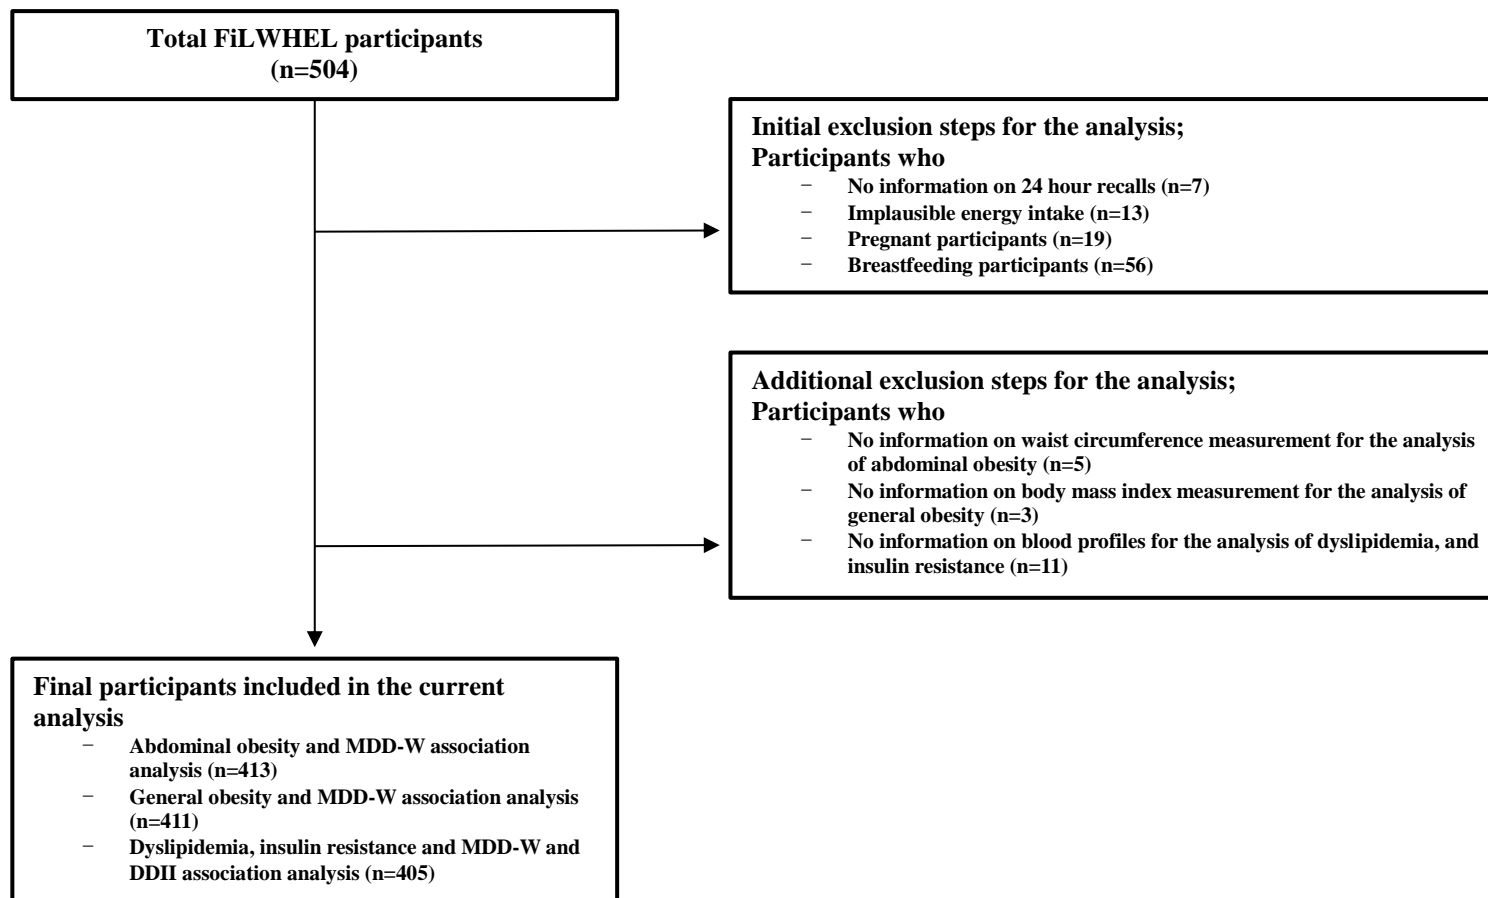 Total FiLWHEL participants
(n=504)
Initial exclusion steps for the analysis;
Participants who
− No information on 24 hour recalls (n=7)
− Implausible energy intake (n=13)
− Pregnant participants (n=19)
− Breastfeeding participants (n=56)
Additional exclusion steps for the analysis;
Participants who
− No information on waist circumference measurement for the analysis
of abdominal obesity (n=5)
− No information on body mass index measurement for the analysis of
general obesity (n=3)
− No information on blood profiles for the analysis of dyslipidemia, and
insulin resistance (n=11)
Final participants included in the current
analysis
− Abdominal obesity and MDD-W association
analysis (n=413)
− General obesity and MDD-W association analysis
(n=411)
− Dyslipidemia, insulin resistance and MDD-W and
DDII association analysis (n=405)